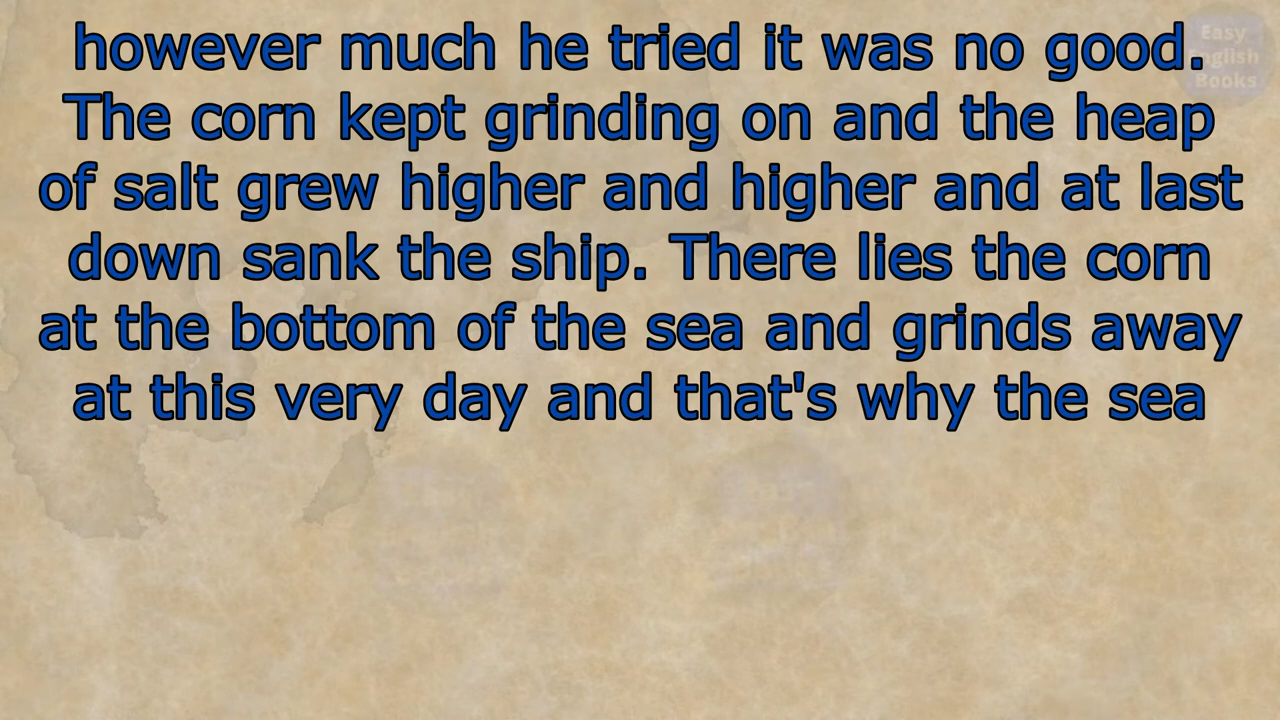 however much he tried it was no good.
The corn kept grinding on and the heap
of salt grew higher and higher and at last
down sank the ship. There lies the corn
at the bottom of the sea and grinds away
at this very day and that's why the sea
Easy
English
Books